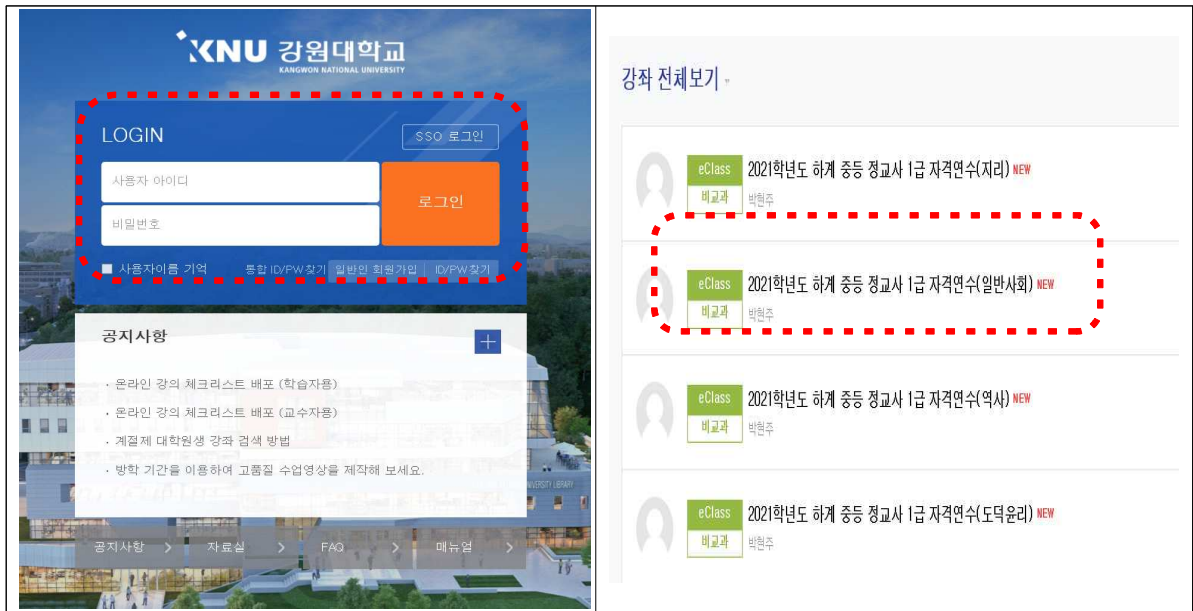 KNU 강원대학교
KANGWON NATIONAL UNIVERSITY
LOGIN
SSO 로그인
사용자 아이디
로그인
비밀번호
사용자이름 기억 통합 ID/PW찾기 일반인 회원가입 ID/PW찾기
공지사항
· 온라인 강의 체크리스트 배포 (학습자용)
· 온라인 강의 체크리스트 배포 (교수자용)
· 계절제 대학원생 강좌 검색 방법
· 방학 기간을 이용하여 고품질 수업영상을 제작해 보세요.
UNIVERSITY LIBRARY
공지사항 > 자료실 > FAQ > 매뉴얼 >
강좌 전체보기
eClass 2021학년도 하계 중등 정교사 1급 자격연수(지리) NEW
비교과 박현주
eClass 2021학년도 하계 중등 정교사 1급 자격연수(일반사회) NEW
비교과 박현주
eClass 2021학년도 하계 중등 정교사 1급 자격연수(역사) NEW
비교과 박현주
eClass 2021학년도 하계 중등 정교사 1급 자격연수(도덕윤리) NEW
비교과 박현주